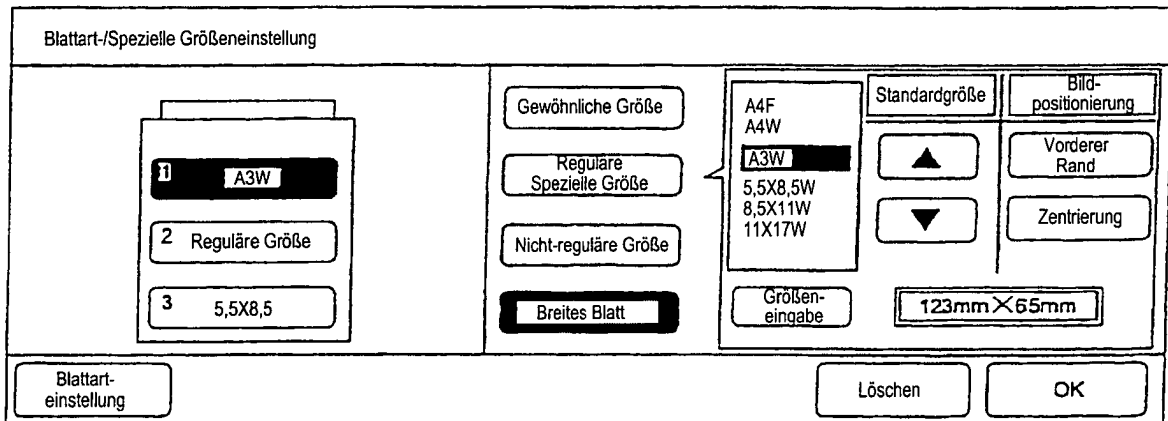 Blattart-/Spezielle Größeneinstellung
1 A3W
2 Reguläre Größe
3 5,5X8,5
Gewöhnliche Größe
Reguläre
Spezielle Größe
Nicht-reguläre Größe
Breites Blatt
A4F
A4W
A3W
5,5X8,5W
8,5X11W
11X17W
Größen-
eingabe
Standardgröße
▲
▼
Bild-
positionierung
Vorderer
Rand
Zentrierung
123mm×65mm
Blattart-
einstellung
Löschen
OK